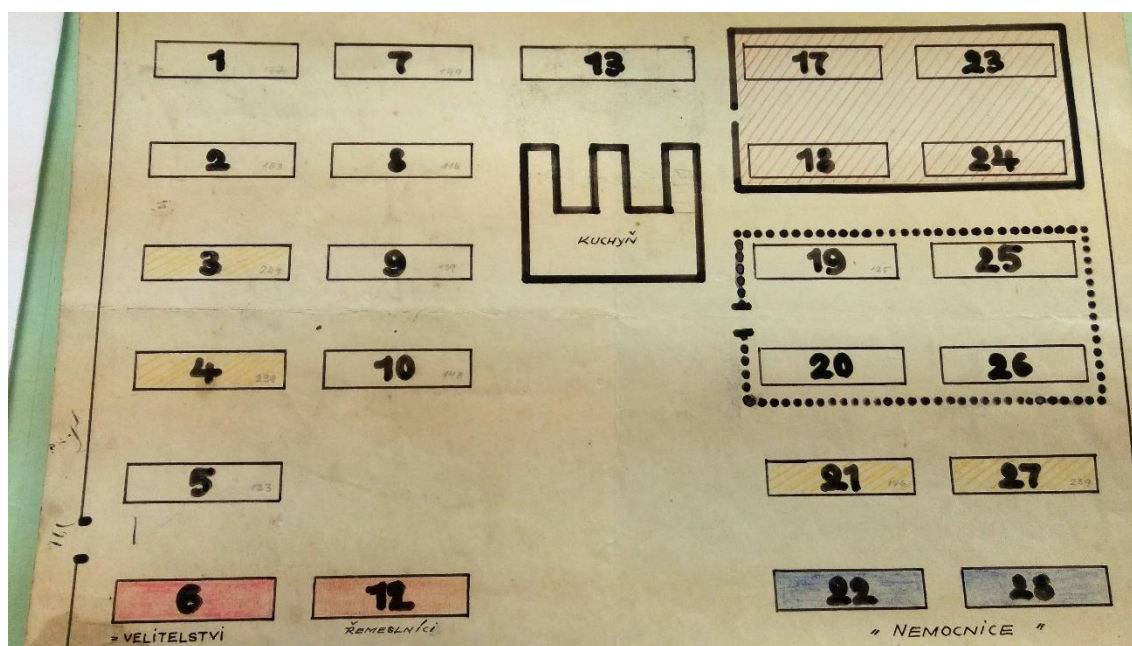 1 7 13 17 23
2 8 18 24
KUCHYŇ
3 9 19 25
4 10 20 26
5 21 27
6 12 22 28
= VELITELSTVÍ
ŘEMESLNÍCI
" NEMOCNICE "